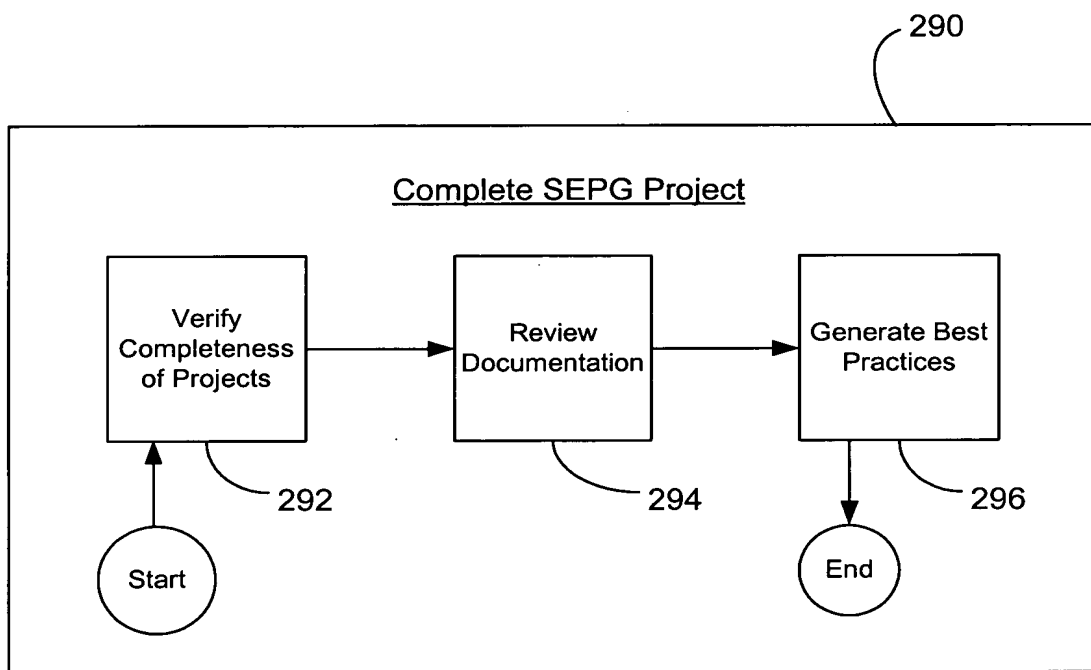 290
Complete SEPG Project
Verify
Completeness
of Projects
Review
Documentation
Generate Best
Practices
292
294
296
Start
End